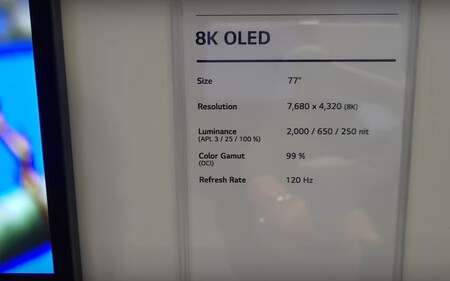 8K OLED
Size 77"
Resolution 7,680 x 4,320 (8K)
Luminance 2,000 / 650 / 250 nit
(APL 3 / 25 / 100 %)
Color Gamut 99 %
(DCI)
Refresh Rate 120 Hz